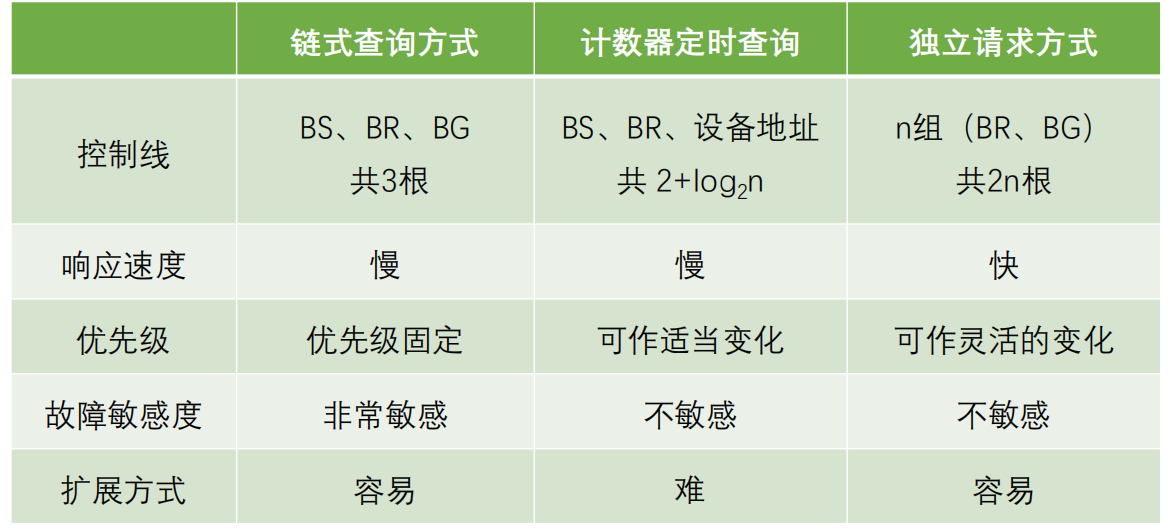 链式查询方式 计数器定时查询 独立请求方式
控制线 BS、BR、BG BS、BR、设备地址 n组（BR、BG）
共3根 共 2+log₂n 共2n根
响应速度 慢 慢 快
优先级 优先级固定 可作适当变化 可作灵活的变化
故障敏感度 非常敏感 不敏感 不敏感
扩展方式 容易 难 容易